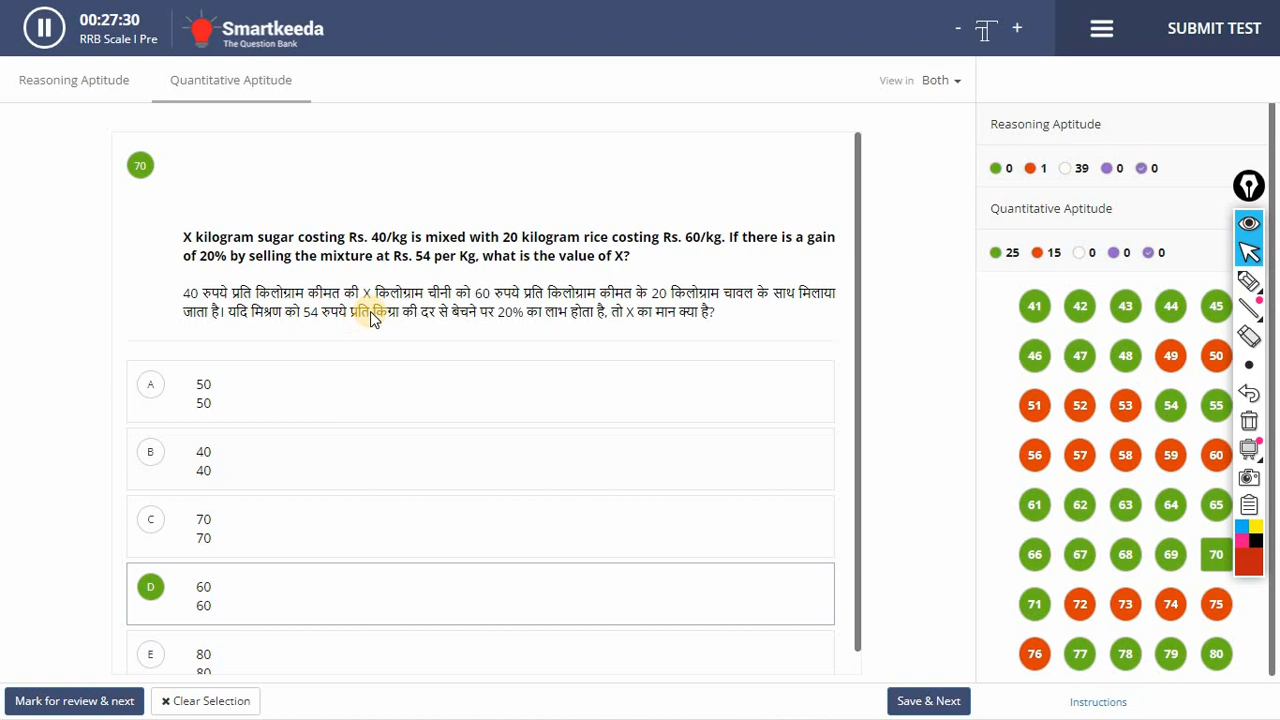 00:27:30
RRB Scale I Pre
Smartkeeda
The Question Bank
- T +
SUBMIT TEST
Reasoning Aptitude
Quantitative Aptitude
View in Both
70
X kilogram sugar costing Rs. 40/kg is mixed with 20 kilogram rice costing Rs. 60/kg. If there is a gain
of 20% by selling the mixture at Rs. 54 per Kg, what is the value of X?
40 रुपये प्रति किलोग्राम कीमत की X किलोग्राम चीनी को 60 रुपये प्रति किलोग्राम कीमत के 20 किलोग्राम चावल के साथ मिलाया
जाता है। यदि मिश्रण को 54 रुपये प्रति किग्रा की दर से बेचने पर 20% का लाभ होता है, तो X का मान क्या है?
A
50
50
B
40
40
C
70
70
D
60
60
E
80
80
Mark for review & next
✖ Clear Selection
Save & Next
Reasoning Aptitude
0 1 39 0 0
Quantitative Aptitude
25 15 0 0 0
41 42 43 44 45
46 47 48 49 50
51 52 53 54 55
56 57 58 59 60
61 62 63 64 65
66 67 68 69 70
71 72 73 74 75
76 77 78 79 80
Instructions